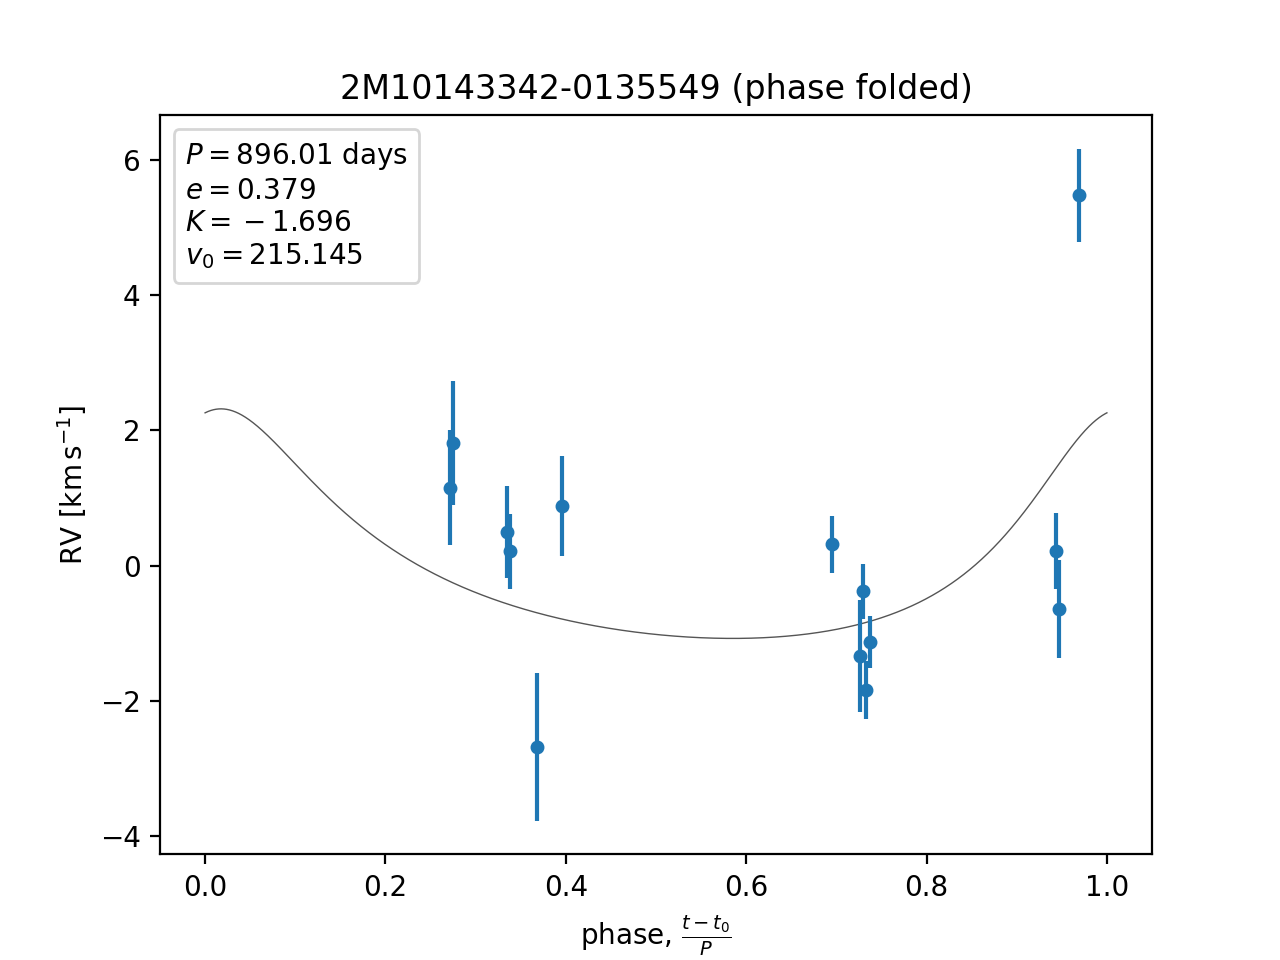 2M10143342-0135549 (phase folded)
P = 896.01 days
e = 0.379
K = −1.696
v₀ = 215.145
6
4
2
0
−2
−4
RV [km s⁻¹]
0.0 0.2 0.4 0.6 0.8 1.0
phase, (t − t₀)/P